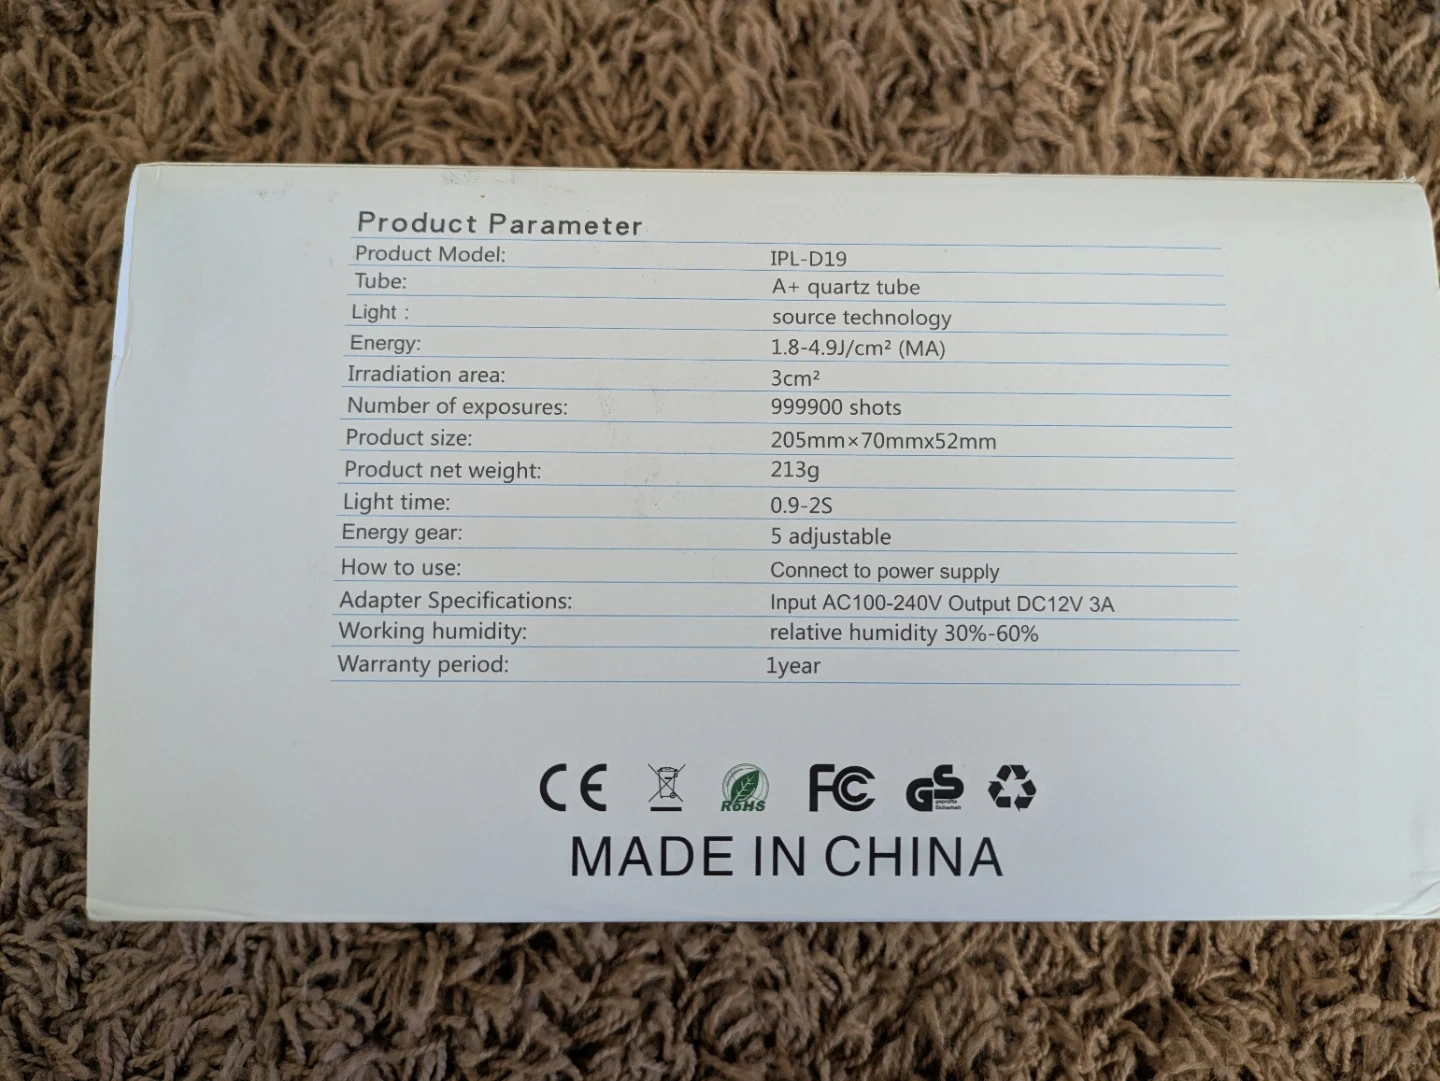 Product Parameter
Product Model: IPL-D19
Tube: A+ quartz tube
Light : source technology
Energy: 1.8-4.9J/cm² (MA)
Irradiation area: 3cm²
Number of exposures: 999900 shots
Product size: 205mm×70mmx52mm
Product net weight: 213g
Light time: 0.9-2S
Energy gear: 5 adjustable
How to use: Connect to power supply
Adapter Specifications: Input AC100-240V Output DC12V 3A
Working humidity: relative humidity 30%-60%
Warranty period: 1year
CE RoHS FC GS geprüfte Sicherheit
MADE IN CHINA